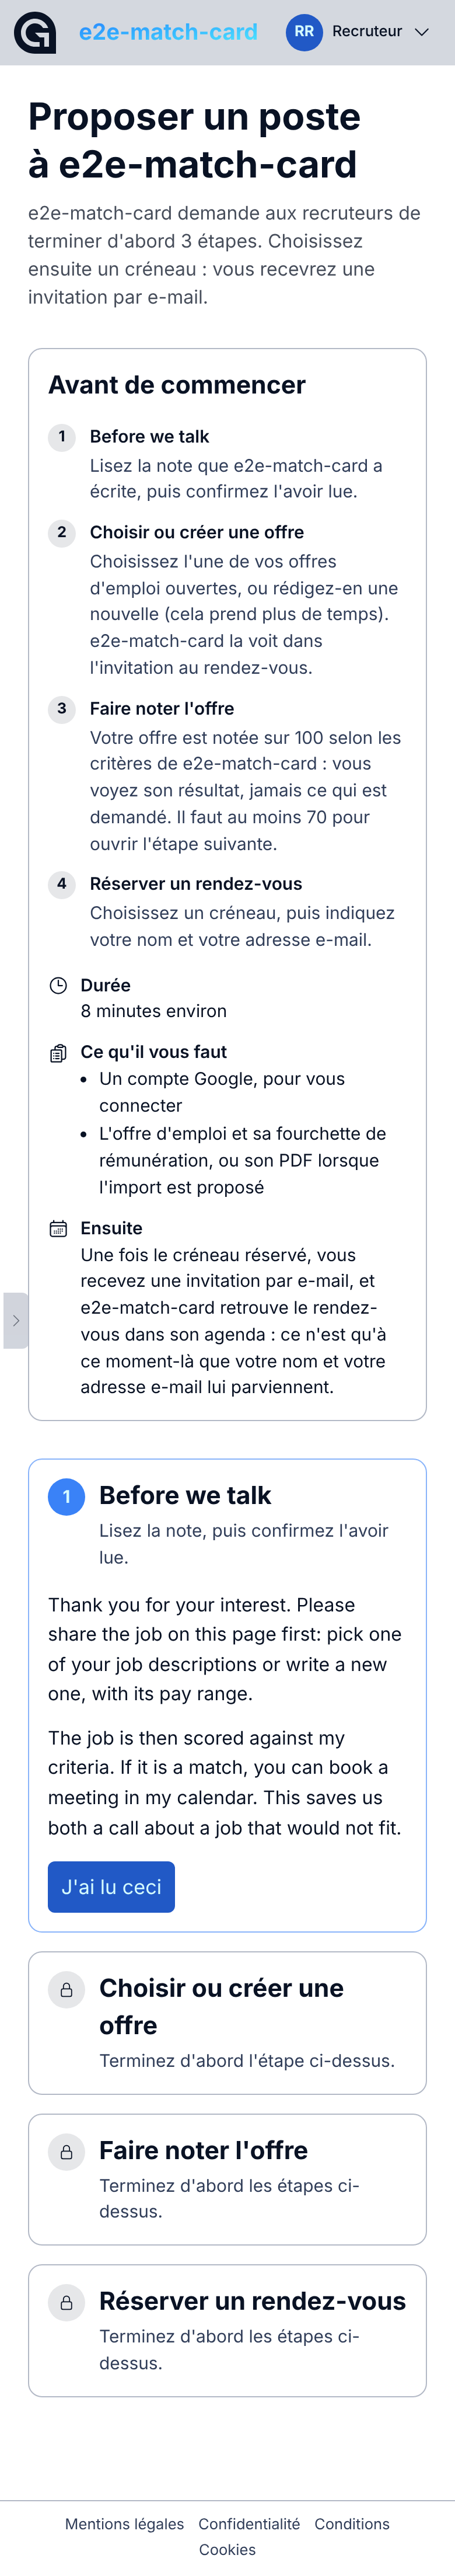 e2e-match-card
RR
Recruteur
Proposer un poste
à e2e-match-card
e2e-match-card demande aux recruteurs de
terminer d'abord 3 étapes. Choisissez
ensuite un créneau : vous recevrez une
invitation par e-mail.
Avant de commencer
1
Before we talk
Lisez la note que e2e-match-card a
écrite, puis confirmez l'avoir lue.
2
Choisir ou créer une offre
Choisissez l'une de vos offres
d'emploi ouvertes, ou rédigez-en une
nouvelle (cela prend plus de temps).
e2e-match-card la voit dans
l'invitation au rendez-vous.
3
Faire noter l'offre
Votre offre est notée sur 100 selon les
critères de e2e-match-card : vous
voyez son résultat, jamais ce qui est
demandé. Il faut au moins 70 pour
ouvrir l'étape suivante.
4
Réserver un rendez-vous
Choisissez un créneau, puis indiquez
votre nom et votre adresse e-mail.
Durée
8 minutes environ
Ce qu'il vous faut
• Un compte Google, pour vous
connecter
• L'offre d'emploi et sa fourchette de
rémunération, ou son PDF lorsque
l'import est proposé
Ensuite
Une fois le créneau réservé, vous
recevez une invitation par e-mail, et
e2e-match-card retrouve le rendez-
vous dans son agenda : ce n'est qu'à
ce moment-là que votre nom et votre
adresse e-mail lui parviennent.
1
Before we talk
Lisez la note, puis confirmez l'avoir
lue.
Thank you for your interest. Please
share the job on this page first: pick one
of your job descriptions or write a new
one, with its pay range.
The job is then scored against my
criteria. If it is a match, you can book a
meeting in my calendar. This saves us
both a call about a job that would not fit.
J'ai lu ceci
Choisir ou créer une
offre
Terminez d'abord l'étape ci-dessus.
Faire noter l'offre
Terminez d'abord les étapes ci-
dessus.
Réserver un rendez-vous
Terminez d'abord les étapes ci-
dessus.
Mentions légales Confidentialité Conditions
Cookies